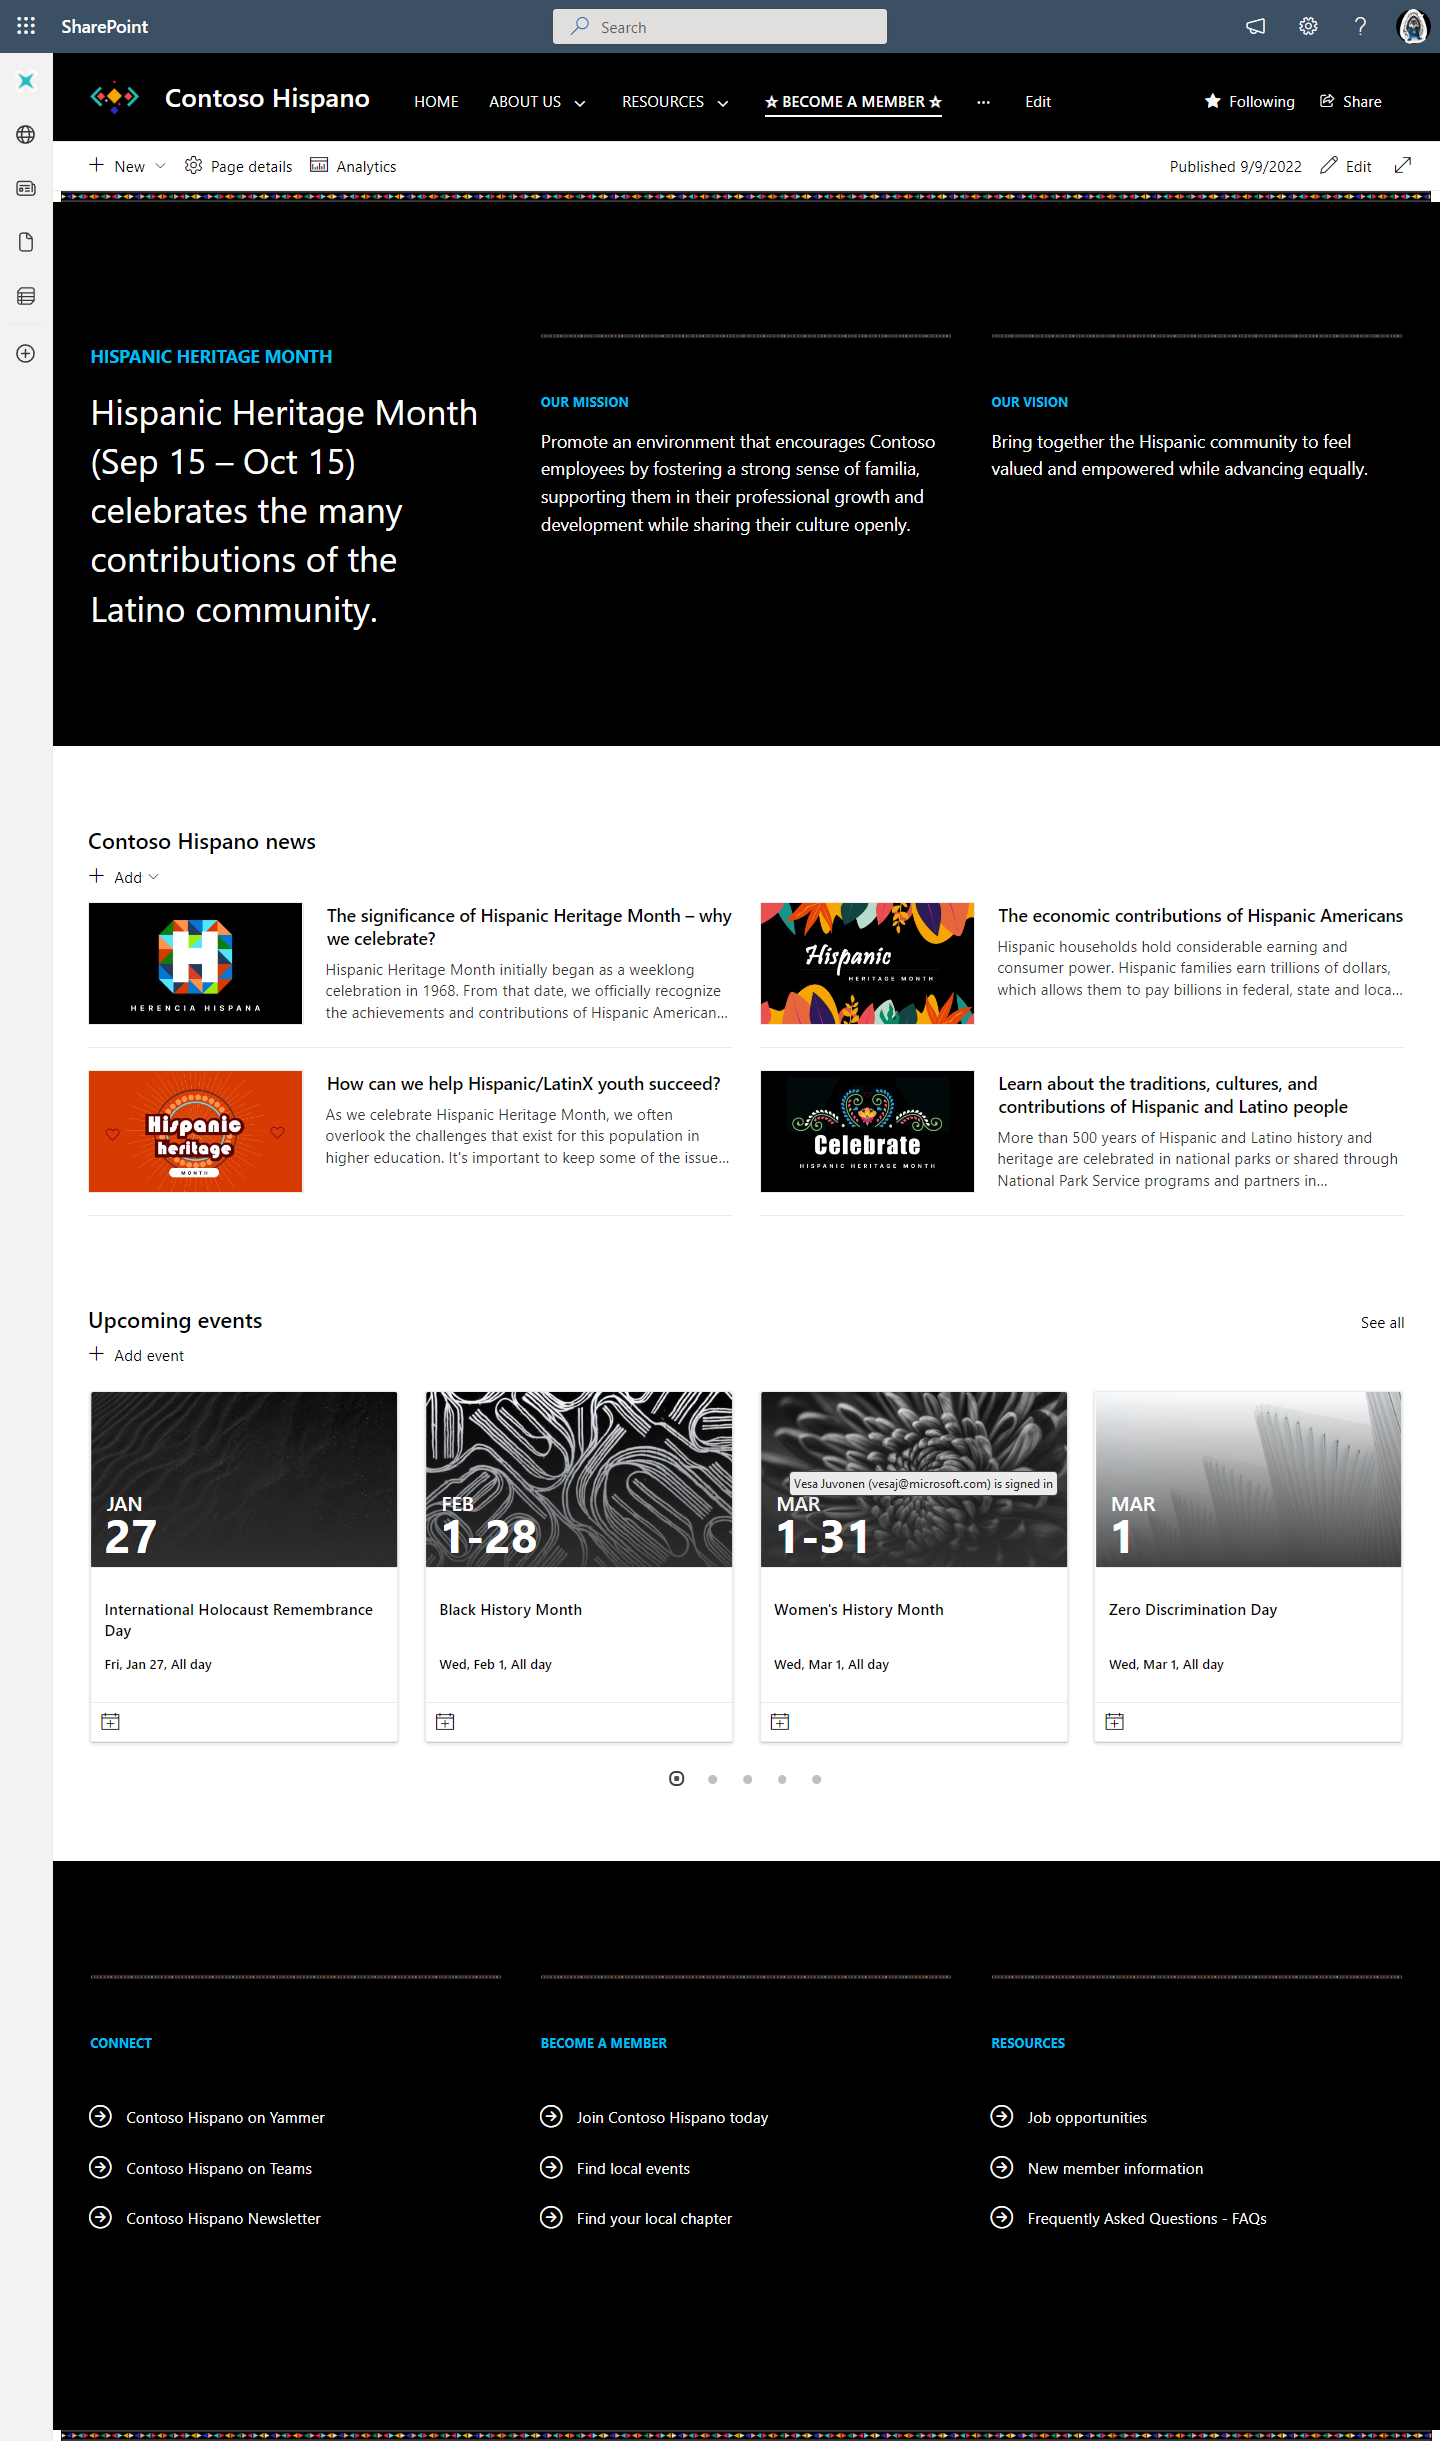 SharePoint
Search
Contoso Hispano
HOME
ABOUT US
RESOURCES
☆ BECOME A MEMBER ☆
...
Edit
Following
Share
New
Page details
Analytics
Published 9/9/2022
Edit
HISPANIC HERITAGE MONTH
Hispanic Heritage Month
(Sep 15 – Oct 15)
celebrates the many
contributions of the
Latino community.
OUR MISSION
Promote an environment that encourages Contoso
employees by fostering a strong sense of familia,
supporting them in their professional growth and
development while sharing their culture openly.
OUR VISION
Bring together the Hispanic community to feel
valued and empowered while advancing equally.
Contoso Hispano news
Add
H
HERENCIA HISPANA
The significance of Hispanic Heritage Month – why
we celebrate?
Hispanic Heritage Month initially began as a weeklong
celebration in 1968. From that date, we officially recognize
the achievements and contributions of Hispanic American...
Hispanic
HERITAGE MONTH
The economic contributions of Hispanic Americans
Hispanic households hold considerable earning and
consumer power. Hispanic families earn trillions of dollars,
which allows them to pay billions in federal, state and loca...
Hispanic
heritage
MONTH
How can we help Hispanic/LatinX youth succeed?
As we celebrate Hispanic Heritage Month, we often
overlook the challenges that exist for this population in
higher education. It's important to keep some of the issue...
Celebrate
HISPANIC HERITAGE MONTH
Learn about the traditions, cultures, and
contributions of Hispanic and Latino people
More than 500 years of Hispanic and Latino history and
heritage are celebrated in national parks or shared through
National Park Service programs and partners in...
Upcoming events
See all
Add event
JAN
27
International Holocaust Remembrance
Day
Fri, Jan 27, All day
FEB
1-28
Black History Month
Wed, Feb 1, All day
Vesa Juvonen (vesaj@microsoft.com) is signed in
MAR
1-31
Women's History Month
Wed, Mar 1, All day
MAR
1
Zero Discrimination Day
Wed, Mar 1, All day
CONNECT
Contoso Hispano on Yammer
Contoso Hispano on Teams
Contoso Hispano Newsletter
BECOME A MEMBER
Join Contoso Hispano today
Find local events
Find your local chapter
RESOURCES
Job opportunities
New member information
Frequently Asked Questions - FAQs